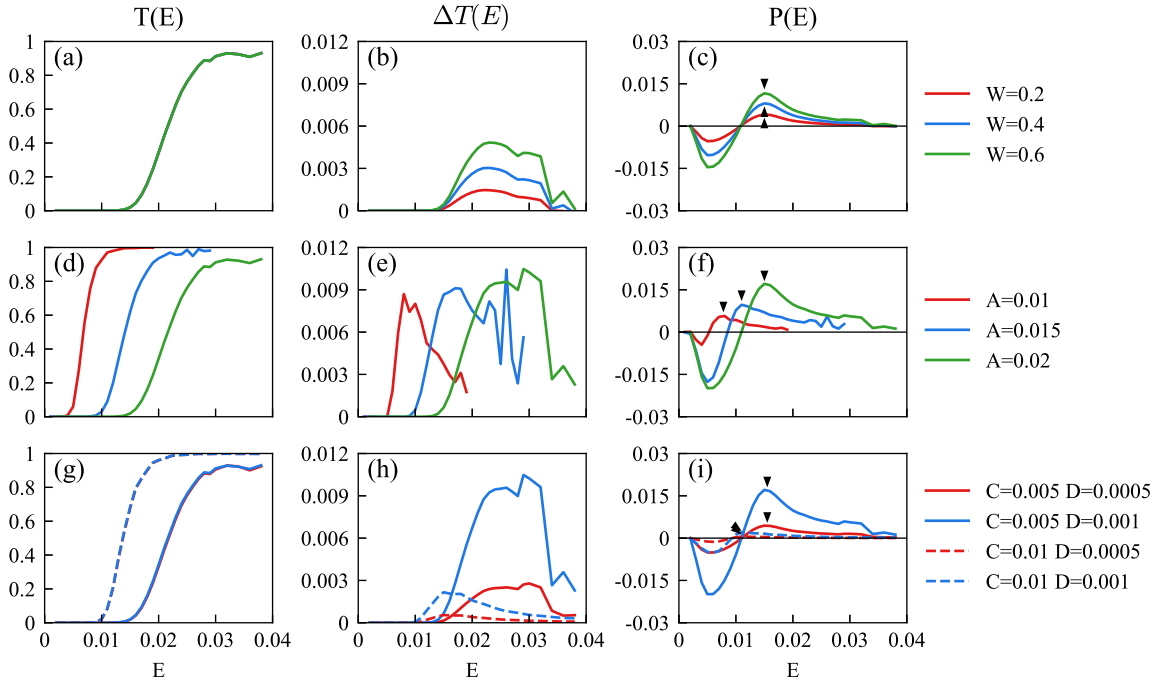 T(E) ΔT(E) P(E)
(a) 1 0.8 0.6 0.4 0.2 0
(b) 0.012 0.009 0.006 0.003 0
(c) 0.03 0.015 0 -0.015 -0.03
W=0.2
W=0.4
W=0.6
(d) 1 0.8 0.6 0.4 0.2 0
(e) 0.012 0.009 0.006 0.003 0
(f) 0.03 0.015 0 -0.015 -0.03
A=0.01
A=0.015
A=0.02
(g) 1 0.8 0.6 0.4 0.2 0
(h) 0.012 0.009 0.006 0.003 0
(i) 0.03 0.015 0 -0.015 -0.03
C=0.005 D=0.0005
C=0.005 D=0.001
C=0.01 D=0.0005
C=0.01 D=0.001
0 0.01 0.02 0.03 0.04 0 0.01 0.02 0.03 0.04 0 0.01 0.02 0.03 0.04
E E E